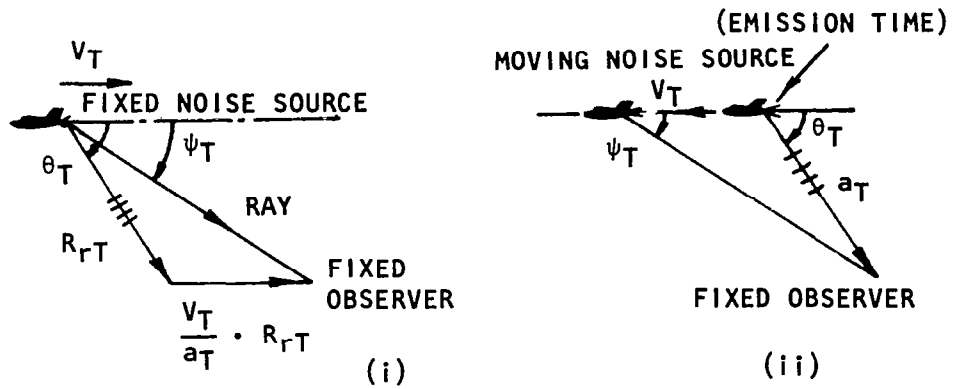 V_T
FIXED NOISE SOURCE
θ_T
ψ_T
R_rT
RAY
FIXED
OBSERVER
V_T/a_T · R_rT
(i)
(EMISSION TIME)
MOVING NOISE SOURCE
V_T
ψ_T
θ_T
a_T
FIXED OBSERVER
(ii)